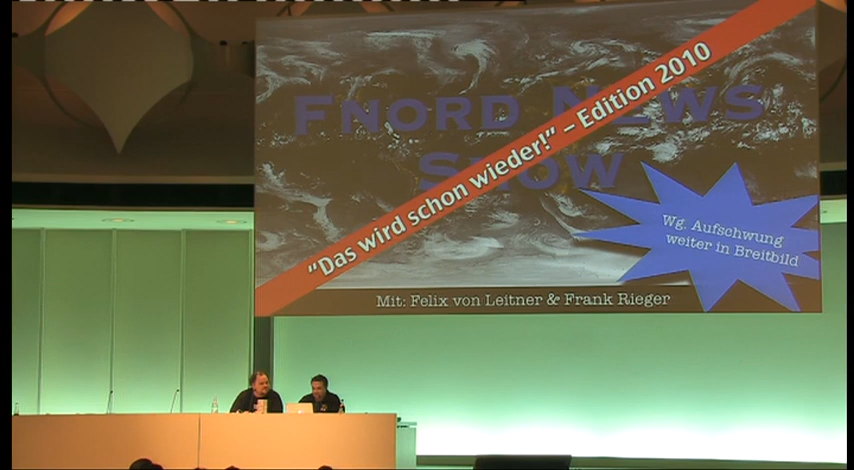 Fnord News
Show
"Das wird schon wieder!" – Edition 2010
Wg. Aufschwung
weiter in Breitbild
Mit: Felix von Leitner & Frank Rieger